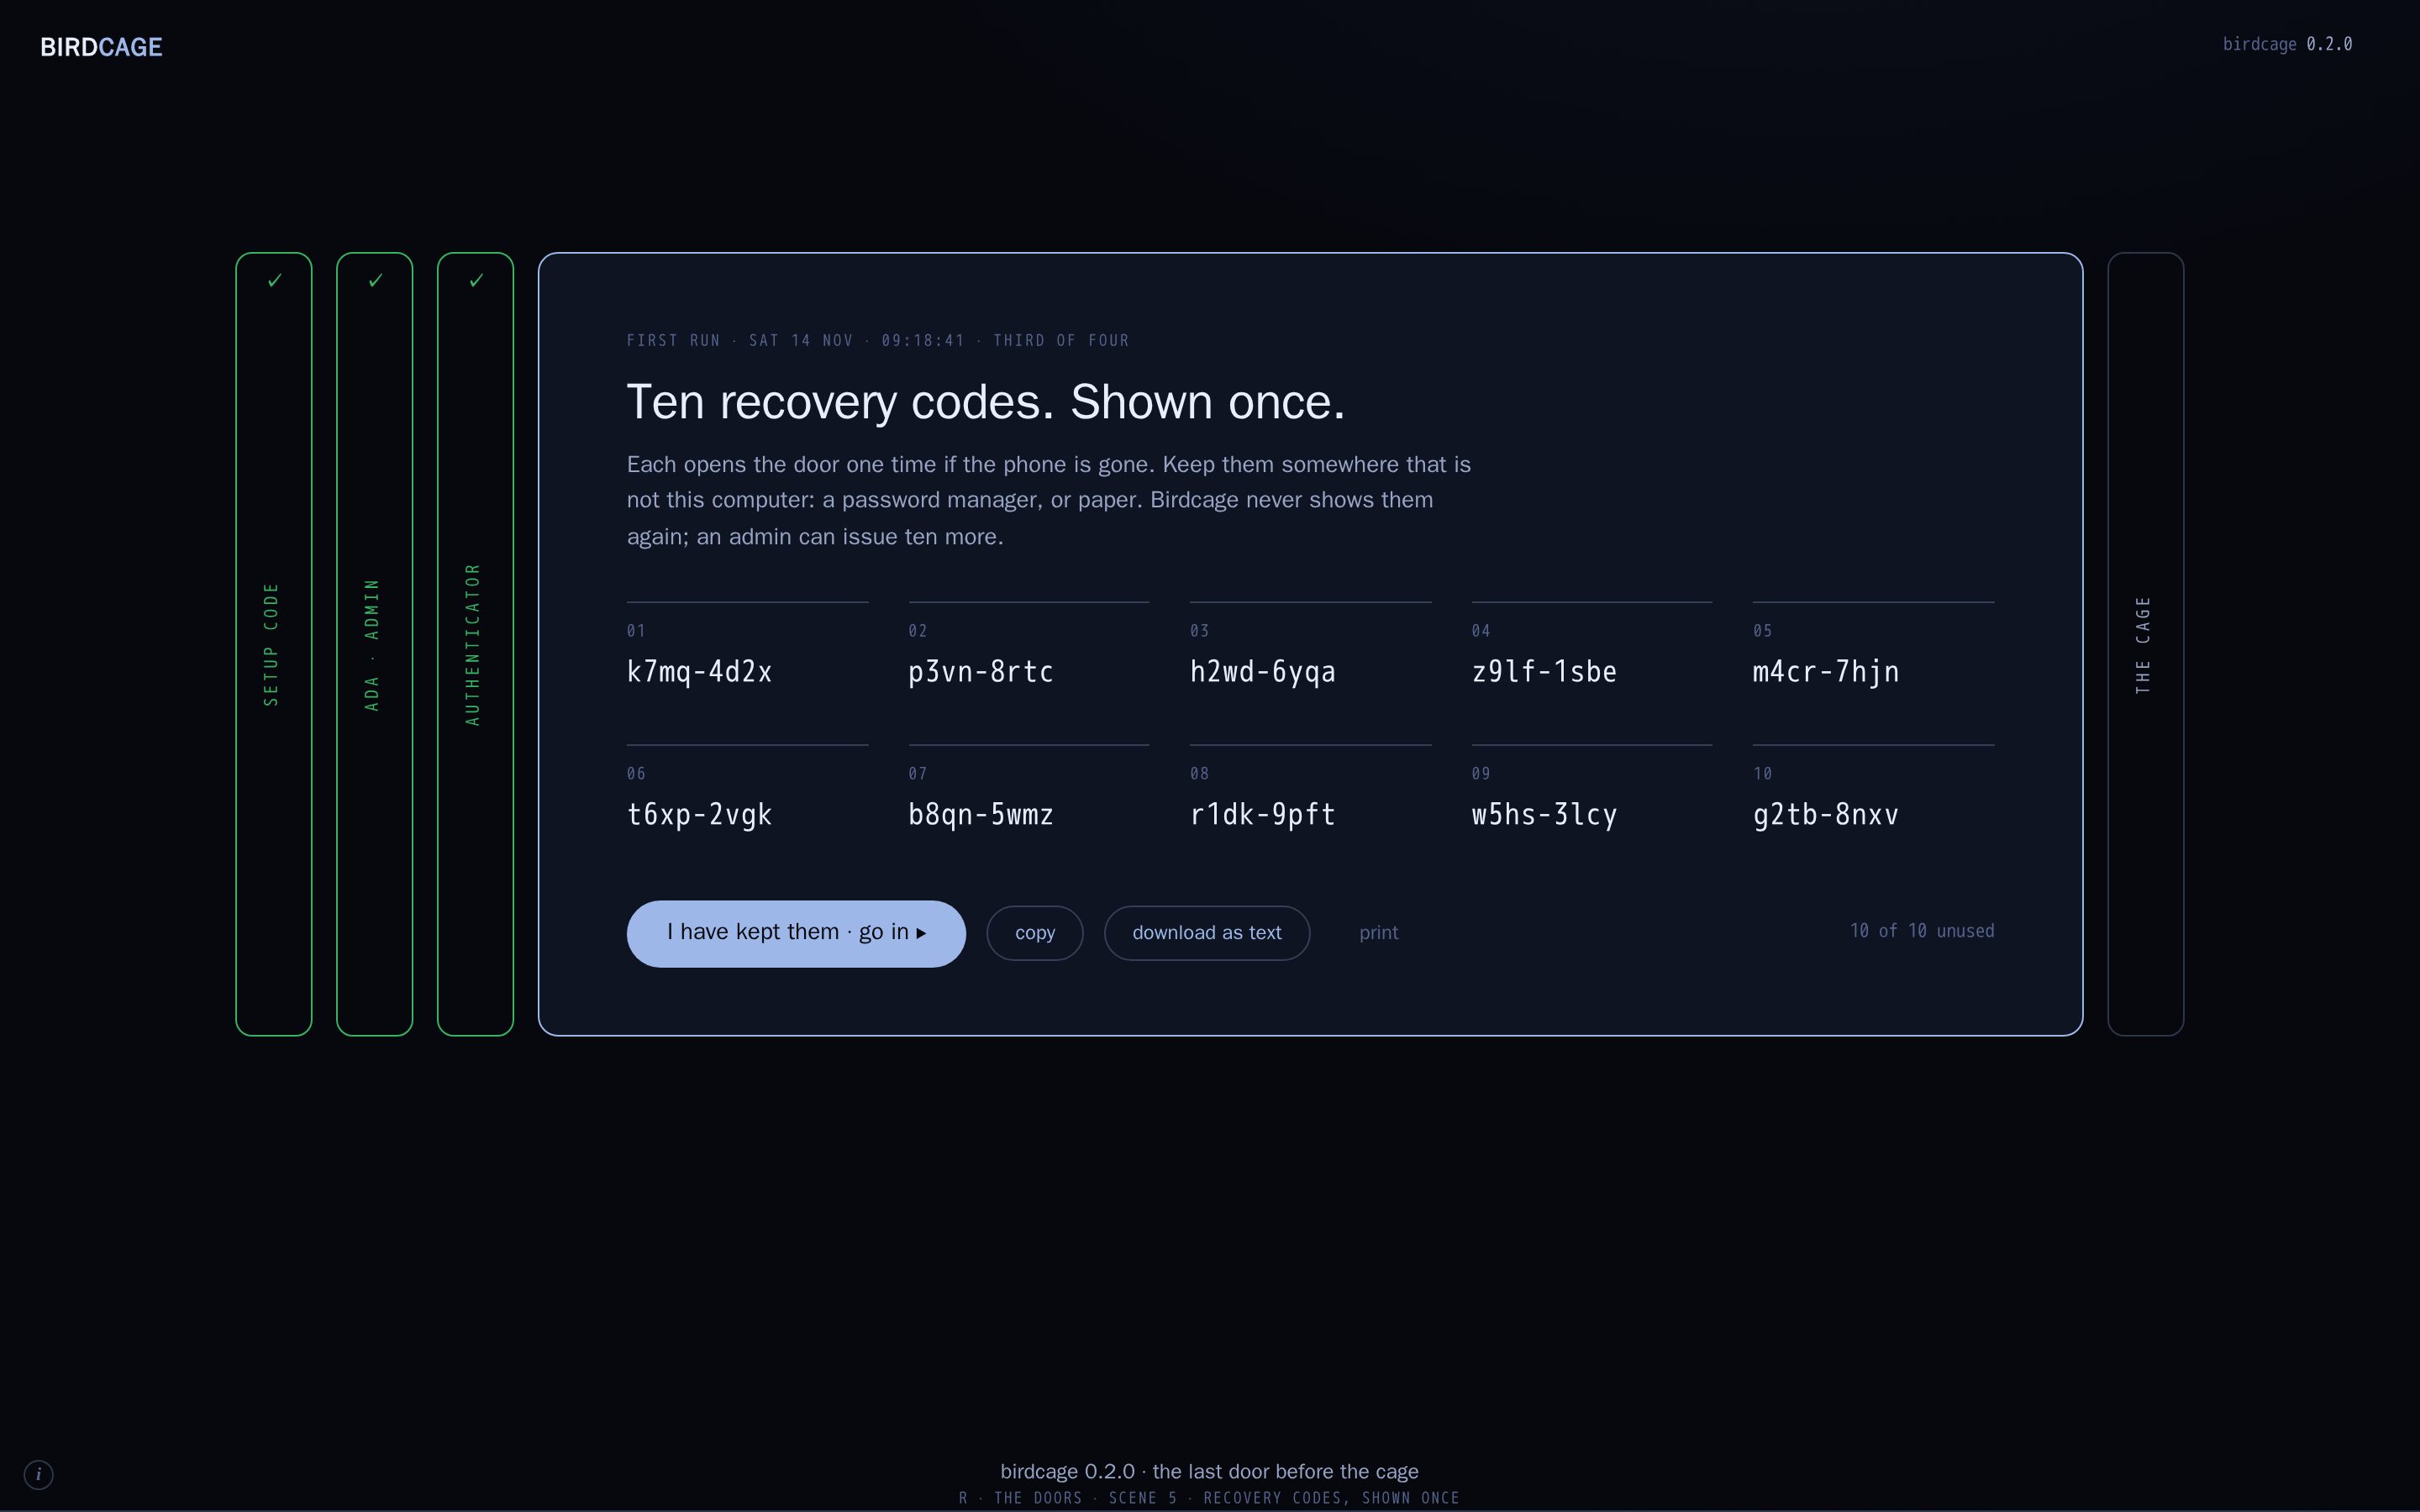 BIRDCAGE
birdcage 0.2.0
✓
SETUP CODE
✓
ADA · ADMIN
✓
AUTHENTICATOR
FIRST RUN · SAT 14 NOV · 09:18:41 · THIRD OF FOUR
Ten recovery codes. Shown once.
Each opens the door one time if the phone is gone. Keep them somewhere that is
not this computer: a password manager, or paper. Birdcage never shows them
again; an admin can issue ten more.
01 02 03 04 05
k7mq-4d2x p3vn-8rtc h2wd-6yqa z9lf-1sbe m4cr-7hjn
06 07 08 09 10
t6xp-2vgk b8qn-5wmz r1dk-9pft w5hs-3lcy g2tb-8nxv
I have kept them · go in ▸ copy download as text print 10 of 10 unused
THE CAGE
i
birdcage 0.2.0 · the last door before the cage
R · THE DOORS · SCENE 5 · RECOVERY CODES, SHOWN ONCE